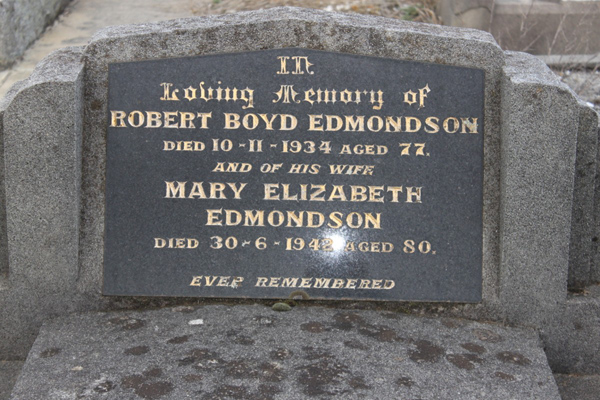 In
Loving Memory of
ROBERT BOYD EDMONDSON
DIED 10-11-1934 AGED 77.
AND OF HIS WIFE
MARY ELIZABETH
EDMONDSON
DIED 30-6-1942 AGED 80.
EVER REMEMBERED